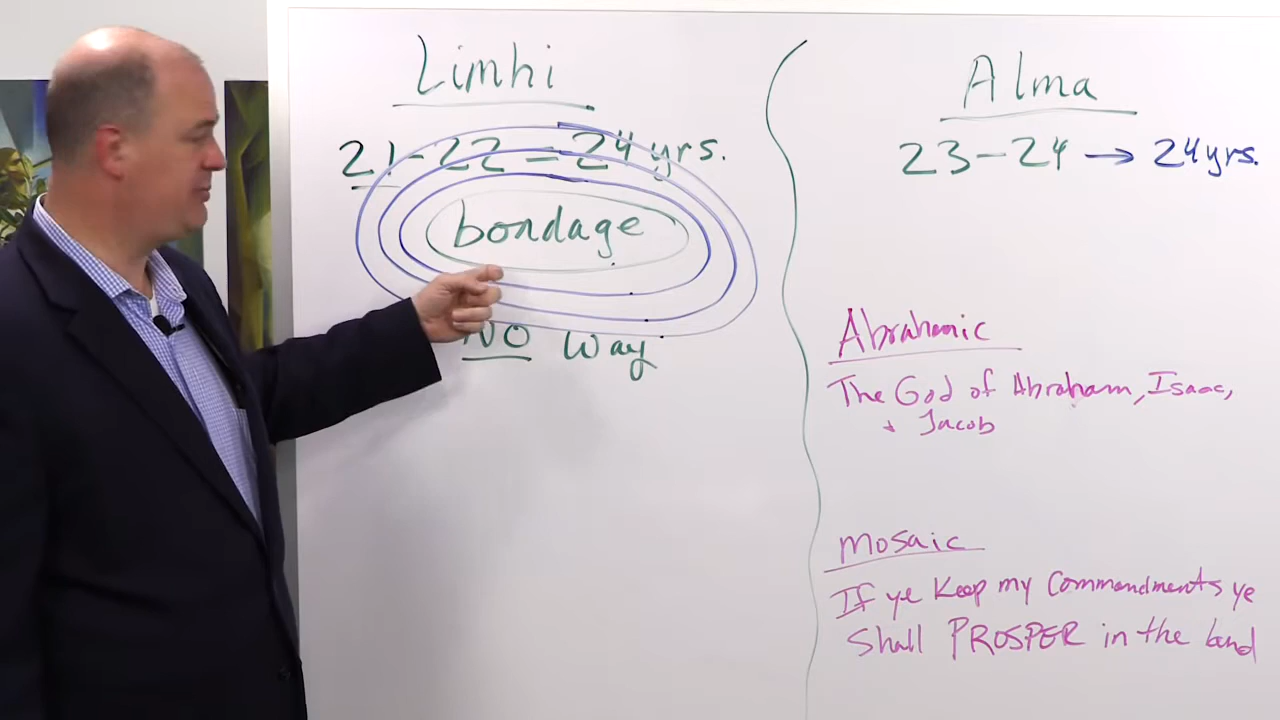 Limhi
21-22 = 24 yrs.
bondage
NO Way
Alma
23-24 → 24 yrs.
Abrahamic
The God of Abraham, Isaac,
+ Jacob
Mosaic
If ye Keep my Commendments ye
Shall PROSPER in the land